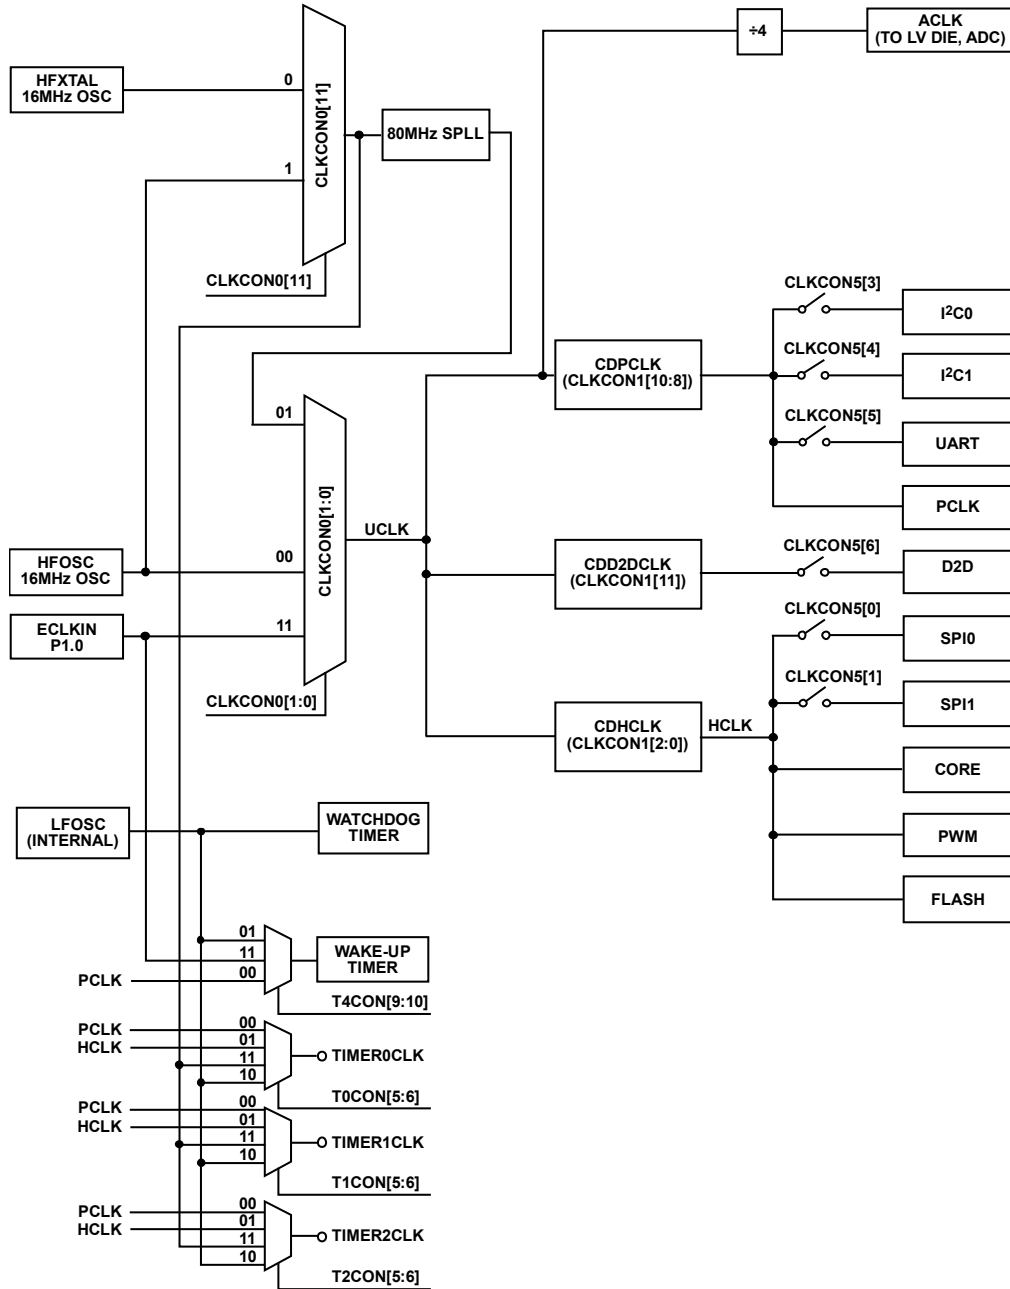 ÷4
ACLK
(TO LV DIE, ADC)
HFXTAL
16MHz OSC
0
CLKCON0[11]
80MHz SPLL
1
CLKCON0[11]
CLKCON5[3]
I2C0
CDPCLK
(CLKCON1[10:8])
CLKCON5[4]
I2C1
01
CLKCON5[5]
UART
CLKCON0[1:0]
PCLK
UCLK
HFOSC
16MHz OSC
00
CDD2DCLK
(CLKCON1[11])
CLKCON5[6]
D2D
ECLKIN
P1.0
11
CLKCON5[0]
SPI0
CLKCON0[1:0]
CLKCON5[1]
SPI1
CDHCLK
(CLKCON1[2:0])
HCLK
CORE
LFOSC
(INTERNAL)
WATCHDOG
TIMER
PWM
FLASH
01
11
PCLK
00
WAKE-UP
TIMER
T4CON[9:10]
PCLK
00
HCLK
01
11
10
TIMER0CLK
T0CON[5:6]
PCLK
00
HCLK
01
11
10
TIMER1CLK
T1CON[5:6]
PCLK
00
HCLK
01
11
10
TIMER2CLK
T2CON[5:6]